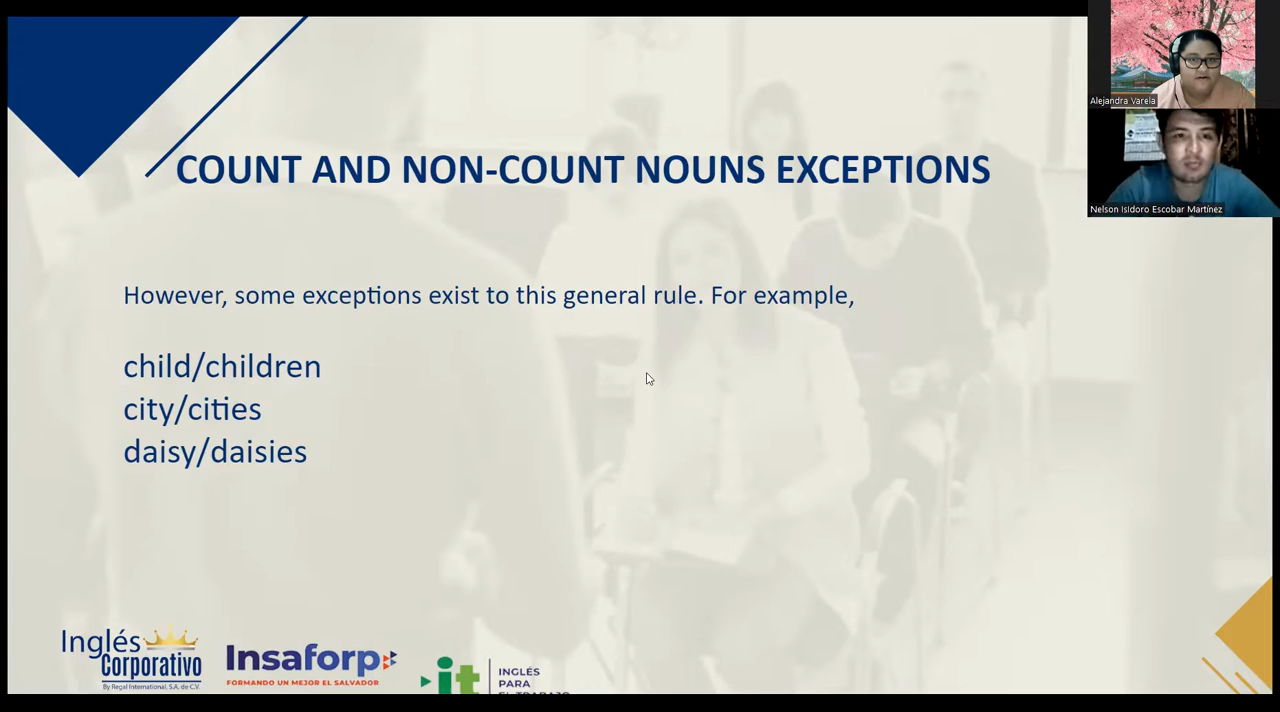 COUNT AND NON-COUNT NOUNS EXCEPTIONS
Alejandra Varela
Nelson Isidoro Escobar Martínez
However, some exceptions exist to this general rule. For example,
child/children
city/cities
daisy/daisies
Inglés
Corporativo
By Regal International, S.A. de C.V.
Insaforp
FORMANDO UN MEJOR EL SALVADOR
it
INGLÉS
PARA
EL TRABAJO